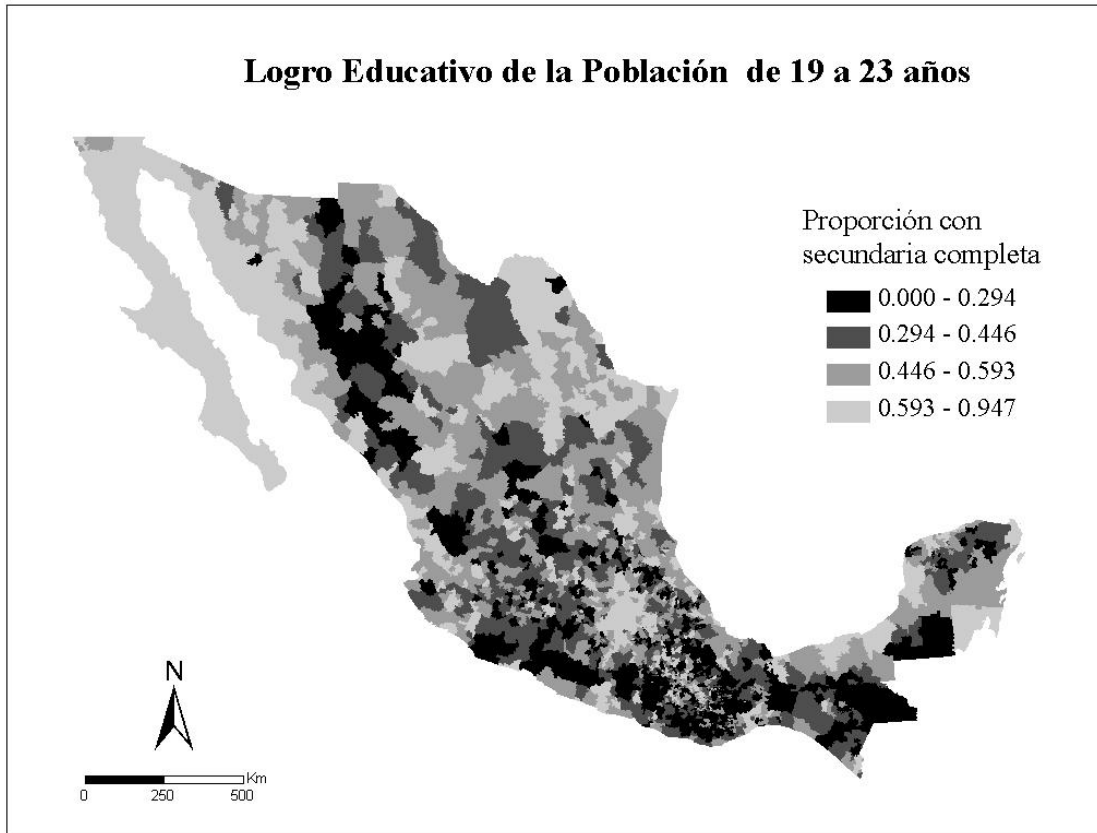 Logro Educativo de la Población de 19 a 23 años
Proporción con
secundaria completa
0.000 - 0.294
0.294 - 0.446
0.446 - 0.593
0.593 - 0.947
N
Km
0 250 500